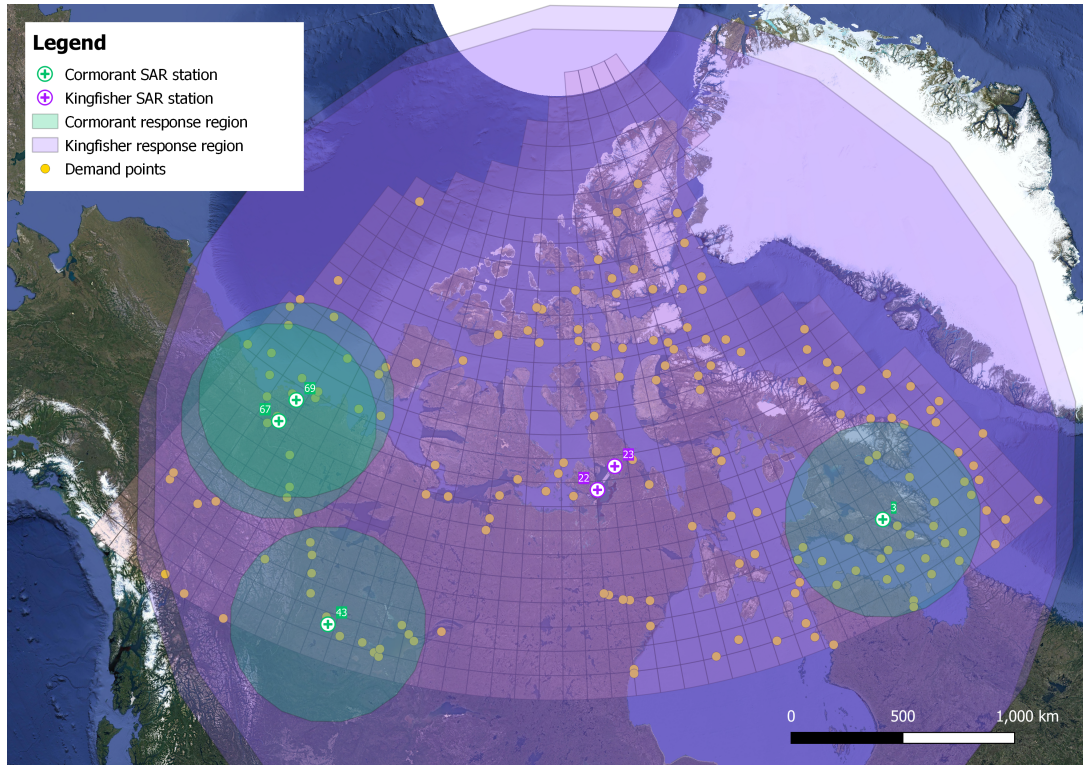 Legend
Cormorant SAR station
Kingfisher SAR station
Cormorant response region
Kingfisher response region
Demand points
69
67
23
22
3
43
0 500 1,000 km